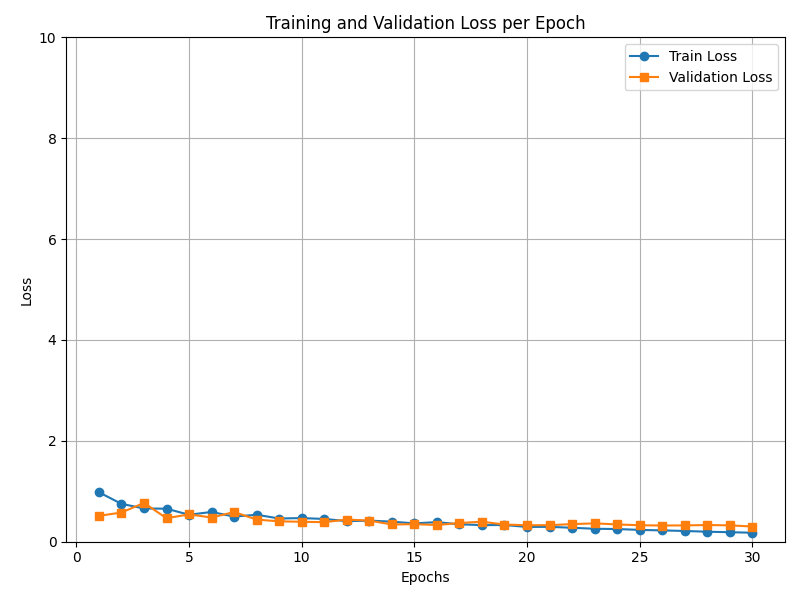 Training and Validation Loss per Epoch
10
8
6
4
2
0
Loss
Train Loss
Validation Loss
0 5 10 15 20 25 30
Epochs